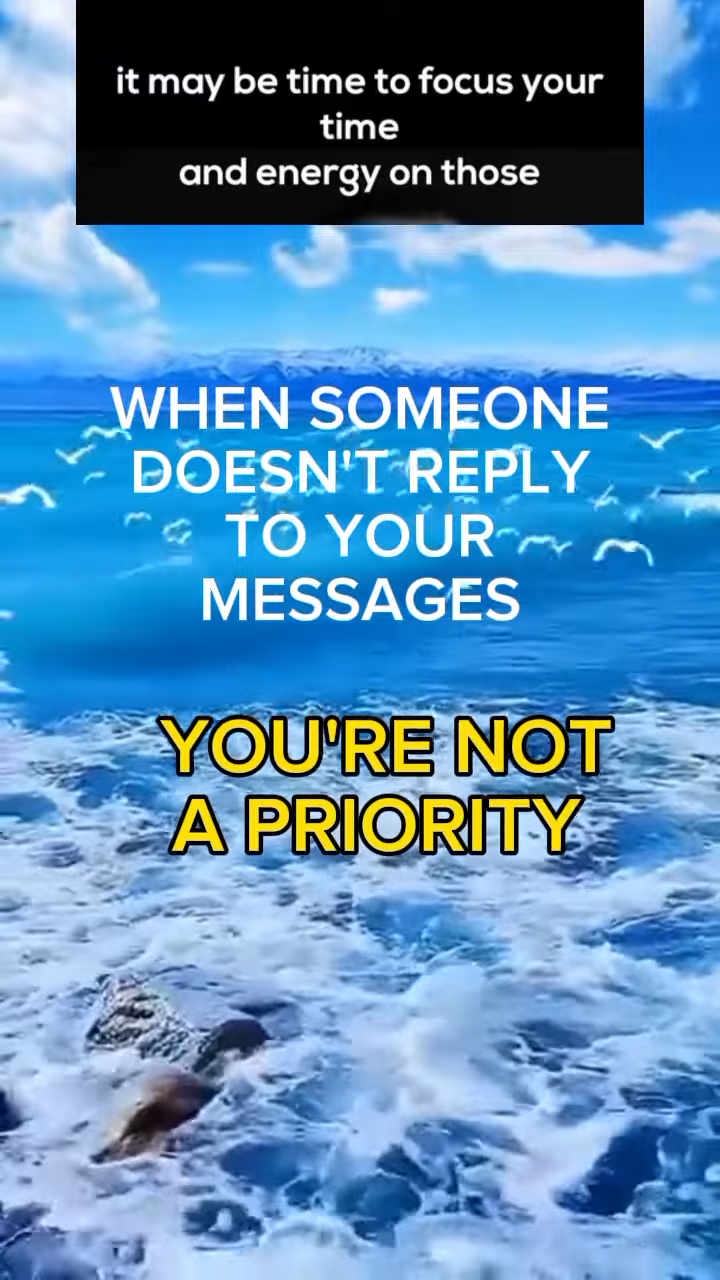 it may be time to focus your
time
and energy on those
WHEN SOMEONE
DOESN'T REPLY
TO YOUR
MESSAGES
YOU'RE NOT
A PRIORITY